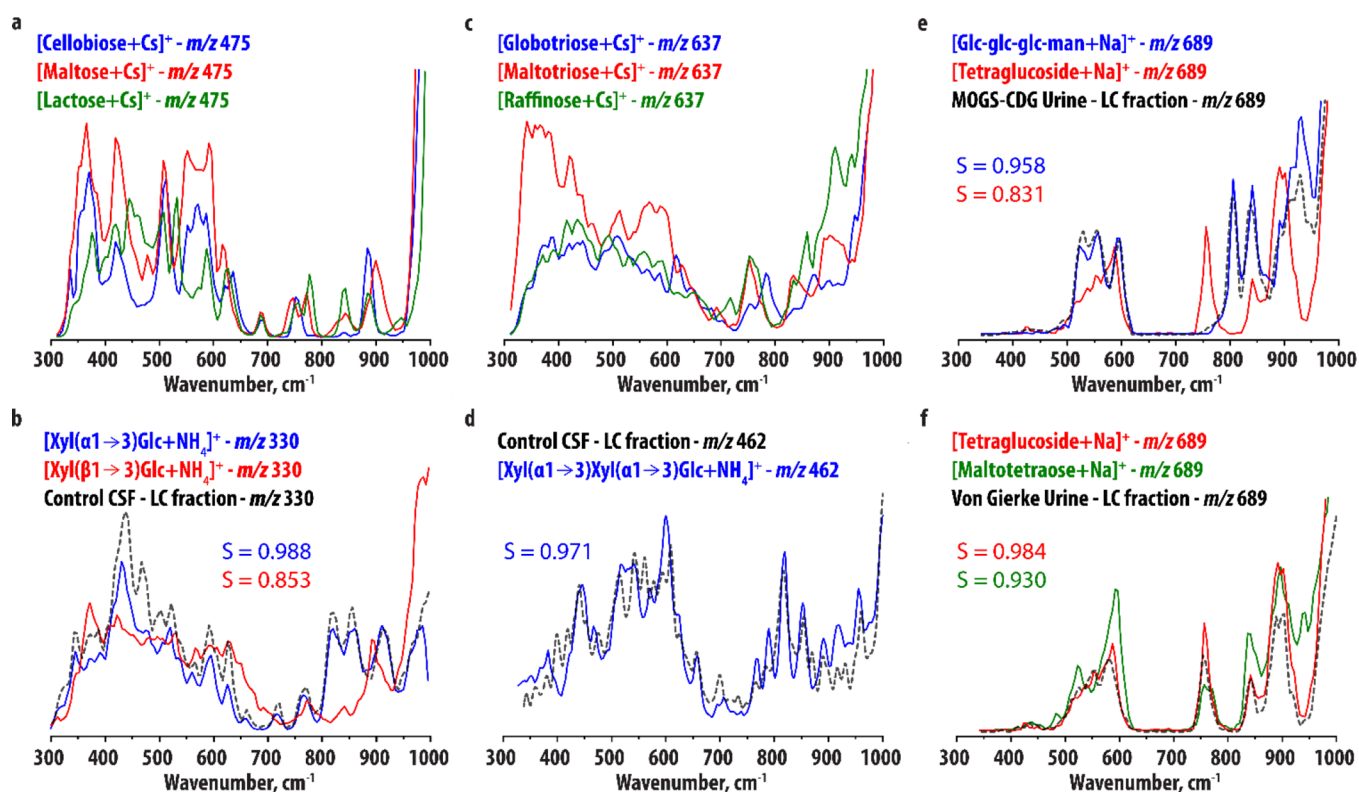 a
[Cellobiose+Cs]⁺ - m/z 475
[Maltose+Cs]⁺ - m/z 475
[Lactose+Cs]⁺ - m/z 475
300 400 500 600 700 800 900 1000
Wavenumber, cm⁻¹
c
[Globotriose+Cs]⁺ - m/z 637
[Maltotriose+Cs]⁺ - m/z 637
[Raffinose+Cs]⁺ - m/z 637
300 400 500 600 700 800 900 1000
Wavenumber, cm⁻¹
e
[Glc-glc-glc-man+Na]⁺ - m/z 689
[Tetraglucoside+Na]⁺ - m/z 689
MOGS-CDG Urine - LC fraction - m/z 689
S = 0.958
S = 0.831
300 400 500 600 700 800 900 1000
Wavenumber, cm⁻¹
b
[Xyl(α1→3)Glc+NH₄]⁺ - m/z 330
[Xyl(β1→3)Glc+NH₄]⁺ - m/z 330
Control CSF - LC fraction - m/z 330
S = 0.988
S = 0.853
300 400 500 600 700 800 900 1000
Wavenumber, cm⁻¹
d
Control CSF - LC fraction - m/z 462
[Xyl(α1→3)Xyl(α1→3)Glc+NH₄]⁺ - m/z 462
S = 0.971
300 400 500 600 700 800 900 1000
Wavenumber, cm⁻¹
f
[Tetraglucoside+Na]⁺ - m/z 689
[Maltotetraose+Na]⁺ - m/z 689
Von Gierke Urine - LC fraction - m/z 689
S = 0.984
S = 0.930
300 400 500 600 700 800 900 1000
Wavenumber, cm⁻¹